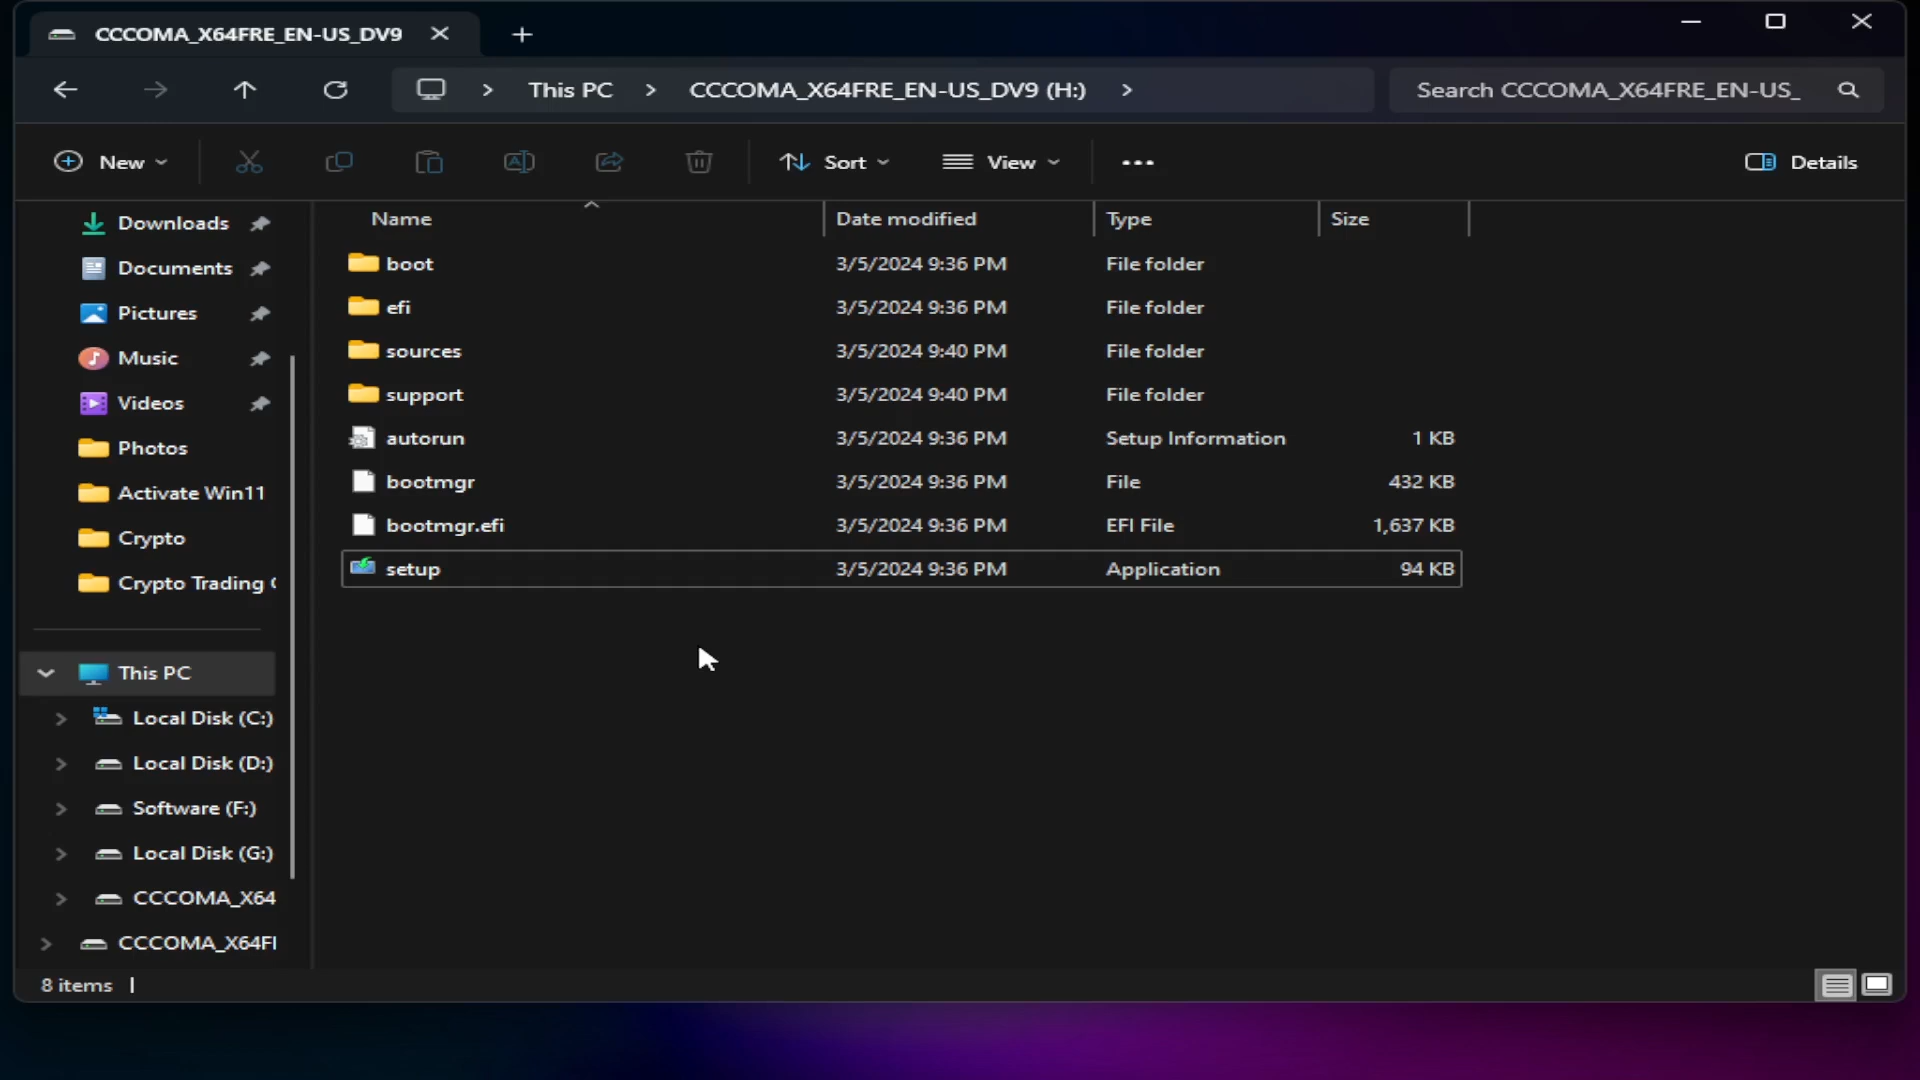 CCCOMA_X64FRE_EN-US_DV9
This PC
CCCOMA_X64FRE_EN-US_DV9 (H:)
Search CCCOMA_X64FRE_EN-US_
New
Sort
View
Details
Name
Date modified
Type
Size
boot 3/5/2024 9:36 PM File folder
efi 3/5/2024 9:36 PM File folder
sources 3/5/2024 9:40 PM File folder
support 3/5/2024 9:40 PM File folder
autorun 3/5/2024 9:36 PM Setup Information 1 KB
bootmgr 3/5/2024 9:36 PM File 432 KB
bootmgr.efi 3/5/2024 9:36 PM EFI File 1,637 KB
setup 3/5/2024 9:36 PM Application 94 KB
Downloads
Documents
Pictures
Music
Videos
Photos
Activate Win11
Crypto
Crypto Trading
This PC
Local Disk (C:)
Local Disk (D:)
Software (F:)
Local Disk (G:)
CCCOMA_X64
CCCOMA_X64F
8 items